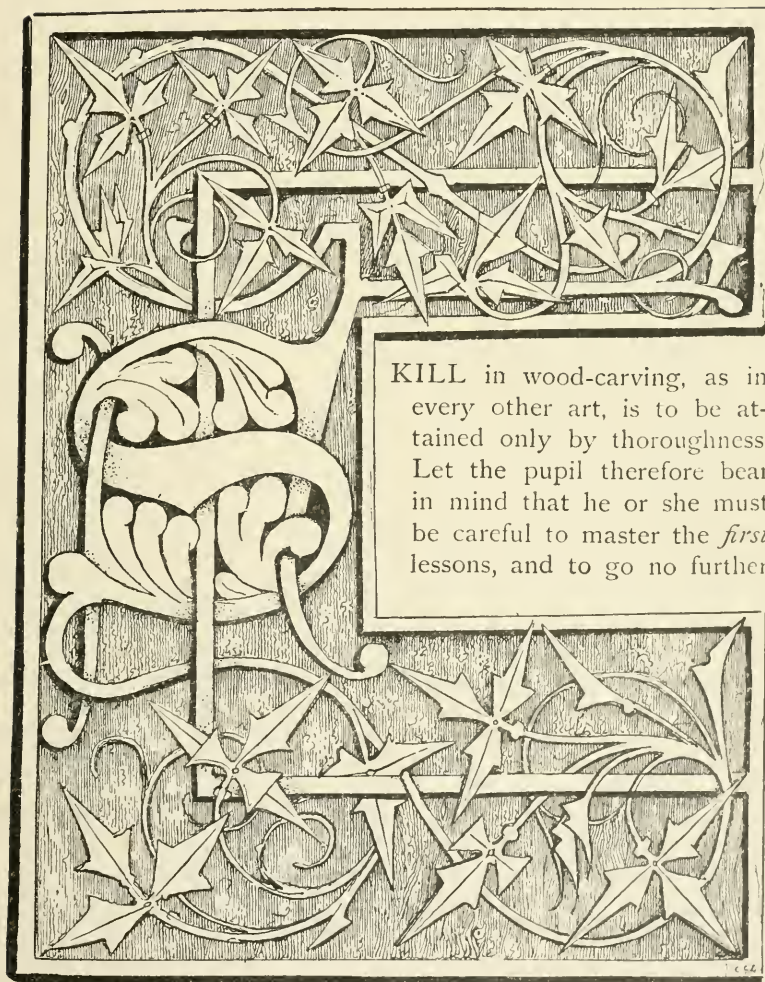 SKILL in wood-carving, as in
every other art, is to be at-
tained only by thoroughness
Let the pupil therefore bear
in mind that he or she must
be careful to master the first
lessons, and to go no further